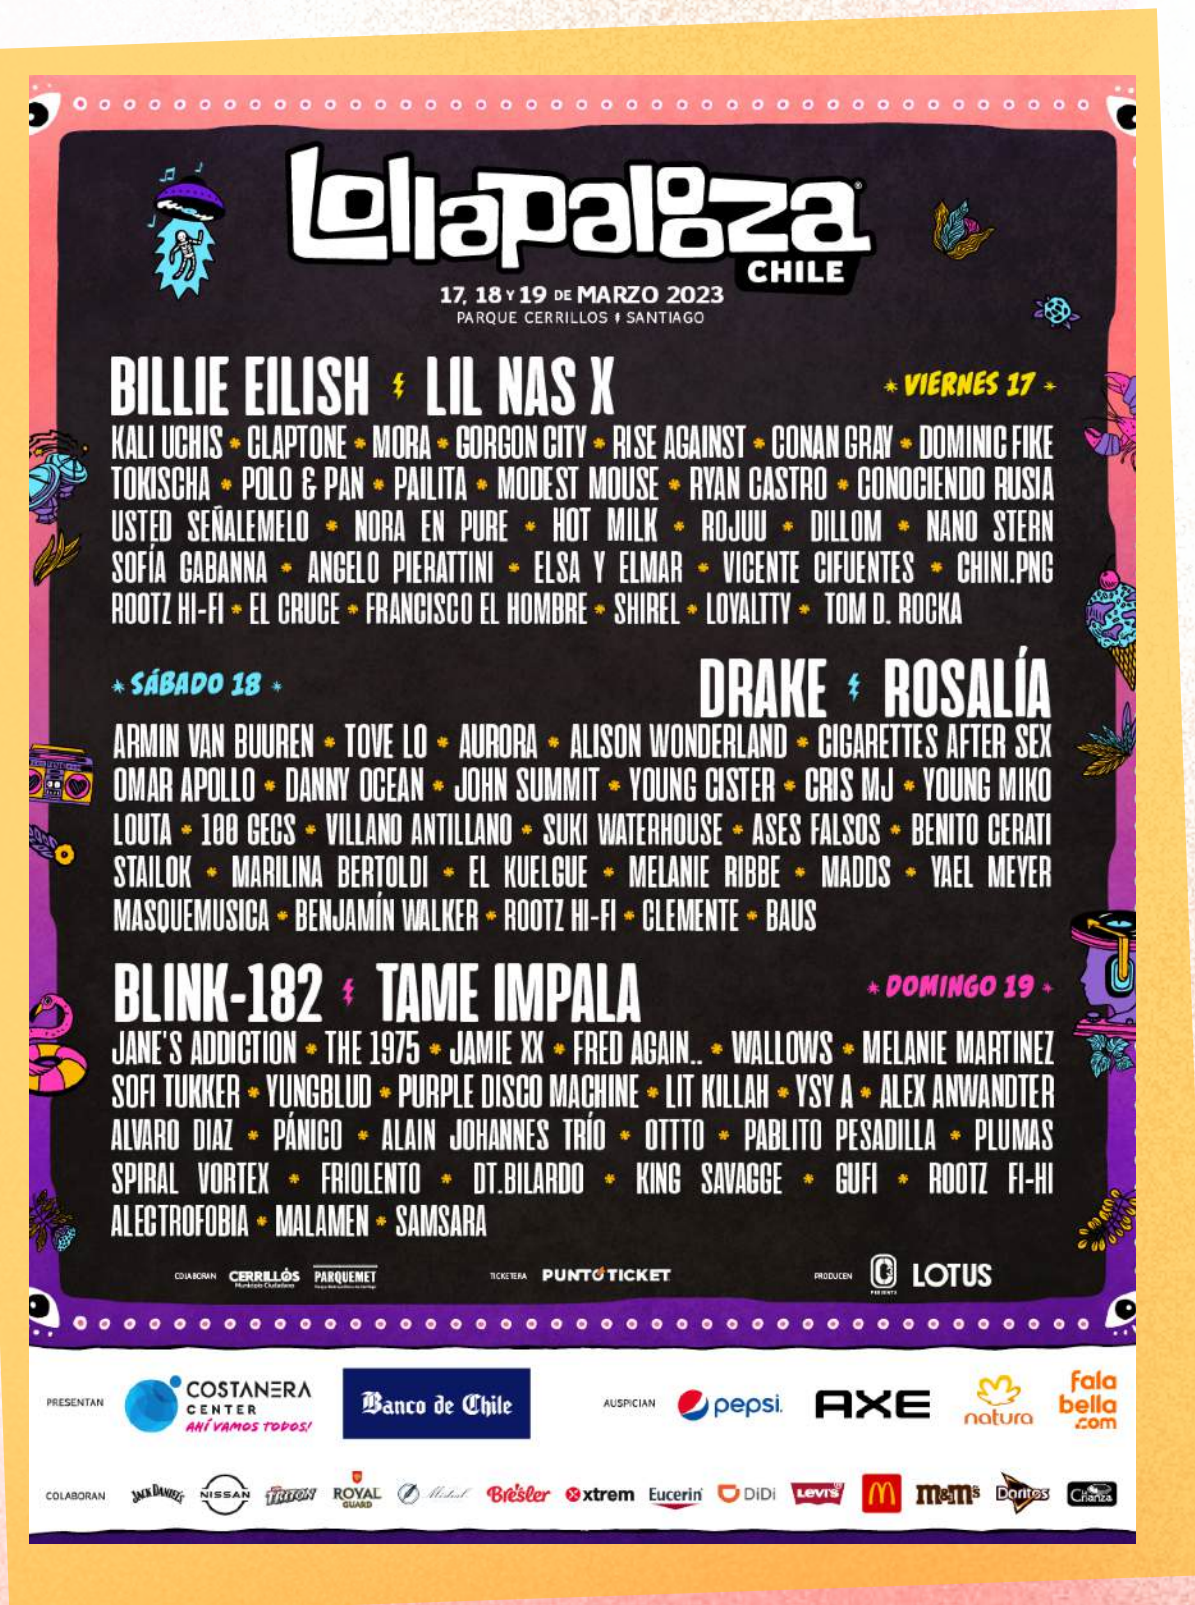 Lollapalooza
CHILE
17, 18 Y 19 DE MARZO 2023
PARQUE CERRILLOS SANTIAGO
BILLIE EILISH LIL NAS X
* VIERNES 17 *
KALI UCHIS * CLAPTONE * MORA * GORGON CITY * RISE AGAINST * CONAN GRAY * DOMINIC FIKE
TOKISCHA * POLO & PAN * PAILITA * MODEST MOUSE * RYAN CASTRO * CONOCIENDO RUSIA
USTED SEÑALEMELO * NORA EN PURE * HOT MILK * ROJUU * DILLOM * NANO STERN
SOFÍA GABANNA * ANGELO PIERATTINI * ELSA Y ELMAR * VICENTE CIFUENTES * CHINI.PNG
ROOTZ HI-FI * EL CRUCE * FRANCISCO EL HOMBRE * SHIREL * LOYALTTY * TOM D. ROCKA
* SÁBADO 18 *
DRAKE ROSALÍA
ARMIN VAN BUUREN * TOVE LO * AURORA * ALISON WONDERLAND * CIGARETTES AFTER SEX
OMAR APOLLO * DANNY OCEAN * JOHN SUMMIT * YOUNG CISTER * CRIS MJ * YOUNG MIKO
LOUTA * 100 GECS * VILLANO ANTILLANO * SUKI WATERHOUSE * ASES FALSOS * BENITO CERATI
STAILOK * MARILINA BERTOLDI * EL KUELGUE * MELANIE RIBBE * MADDS * YAEL MEYER
MASQUEMUSICA * BENJAMÍN WALKER * ROOTZ HI-FI * CLEMENTE * BAUS
BLINK-182 TAME IMPALA
* DOMINGO 19 *
JANE'S ADDICTION * THE 1975 * JAMIE XX * FRED AGAIN.. * WALLOWS * MELANIE MARTINEZ
SOFI TUKKER * YUNGBLUD * PURPLE DISCO MACHINE * LIT KILLAH * YSY A * ALEX ANWANDTER
ALVARO DIAZ * PÁNICO * ALAIN JOHANNES TRÍO * OTTTO * PABLITO PESADILLA * PLUMAS
SPIRAL VORTEX * FRIOLENTO * DT.BILARDO * KING SAVAGGE * GUFI * ROOTZ FI-HI
ALECTROFOBIA * MALAMEN * SAMSARA
COLABORAN CERRILLOS PARQUEMET TICKETERA PUNTOTICKET PRODUCEN LOTUS
Municipio Ciudadano
PRESENTAN COSTANERA CENTER Banco de Chile AUSPICIAN pepsi. AXE natura fala bella .com
AHÍ VAMOS TODOS!
COLABORAN JACK DANIEL'S NISSAN TRITON ROYAL GUARD Mistral Bresler xtrem Eucerin DiDi LEVI'S M m&m's Doritos Crianza